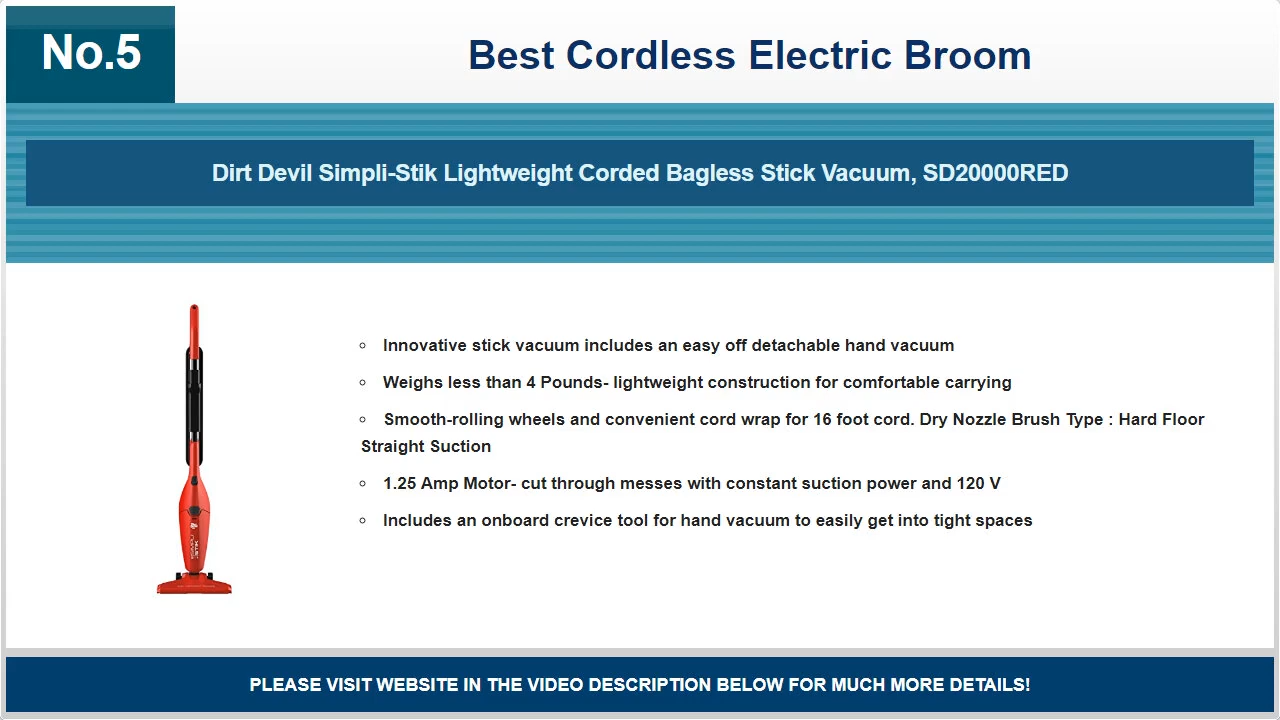 No.5
Best Cordless Electric Broom
Dirt Devil Simpli-Stik Lightweight Corded Bagless Stick Vacuum, SD20000RED
Innovative stick vacuum includes an easy off detachable hand vacuum
Weighs less than 4 Pounds- lightweight construction for comfortable carrying
Smooth-rolling wheels and convenient cord wrap for 16 foot cord. Dry Nozzle Brush Type : Hard Floor
Straight Suction
1.25 Amp Motor- cut through messes with constant suction power and 120 V
Includes an onboard crevice tool for hand vacuum to easily get into tight spaces
PLEASE VISIT WEBSITE IN THE VIDEO DESCRIPTION BELOW FOR MUCH MORE DETAILS!